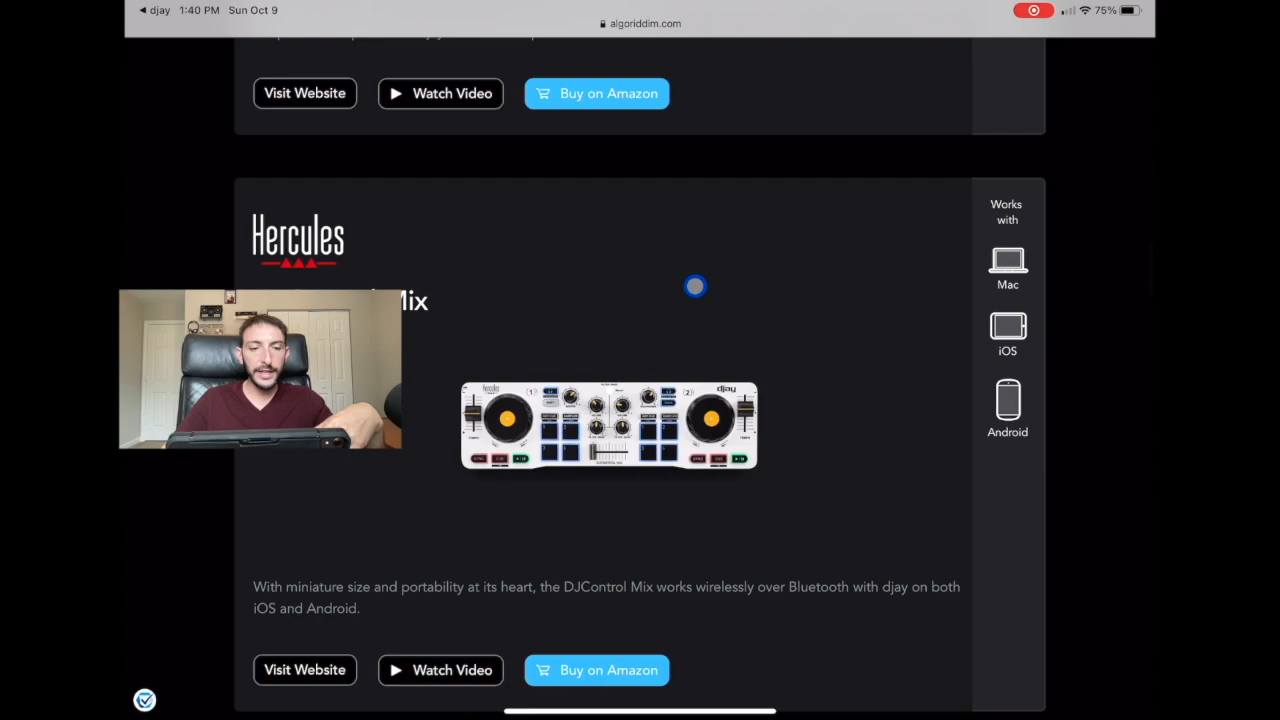 djay 1:40 PM Sun Oct 9
75%
algoriddim.com
Visit Website
Watch Video
Buy on Amazon
Hercules
Mix
Works
with
Mac
iOS
Android
djay
With miniature size and portability at its heart, the DJControl Mix works wirelessly over Bluetooth with djay on both
iOS and Android.
Visit Website
Watch Video
Buy on Amazon